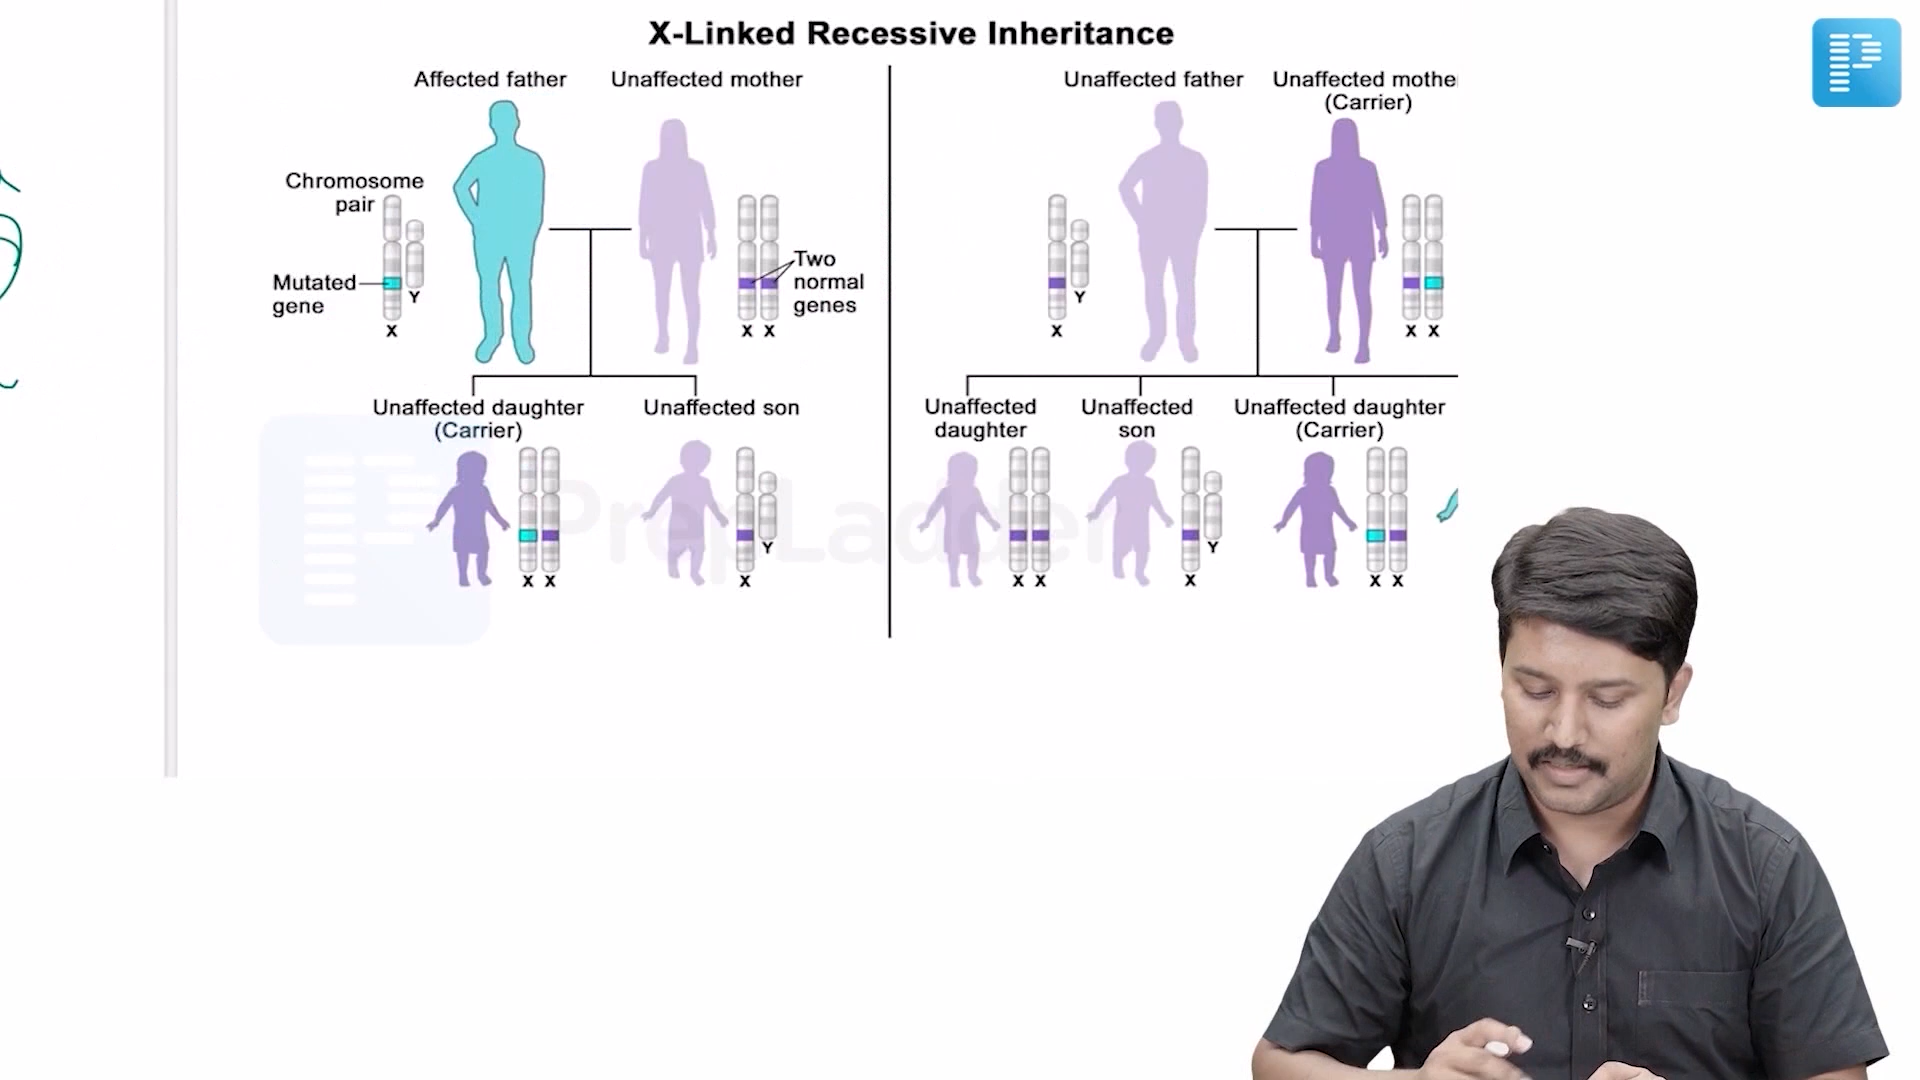 X-Linked Recessive Inheritance
Affected father
Unaffected mother
Chromosome
pair
Mutated
gene
Y
X
Two
normal
genes
X X
Unaffected daughter
(Carrier)
X X
Unaffected son
Y
X
Unaffected father
Unaffected mothe
(Carrier)
Y
X
X X
Unaffected
daughter
X X
Unaffected
son
Y
X
Unaffected daughter
(Carrier)
X X
PrepLadder